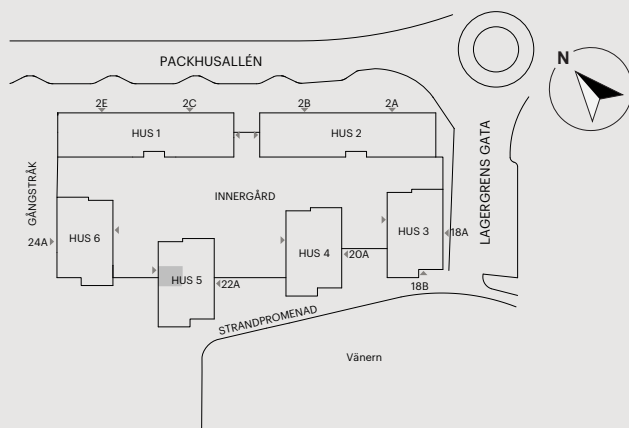 PACKHUSALLÉN
N
2E
2C
2B
2A
HUS 1
HUS 2
LAGERGRENS GATA
GÅNGSTRÅK
INNERGÅRD
24A
HUS 6
HUS 3
18A
HUS 4
20A
HUS 5
22A
18B
STRANDPROMENAD
Vänern